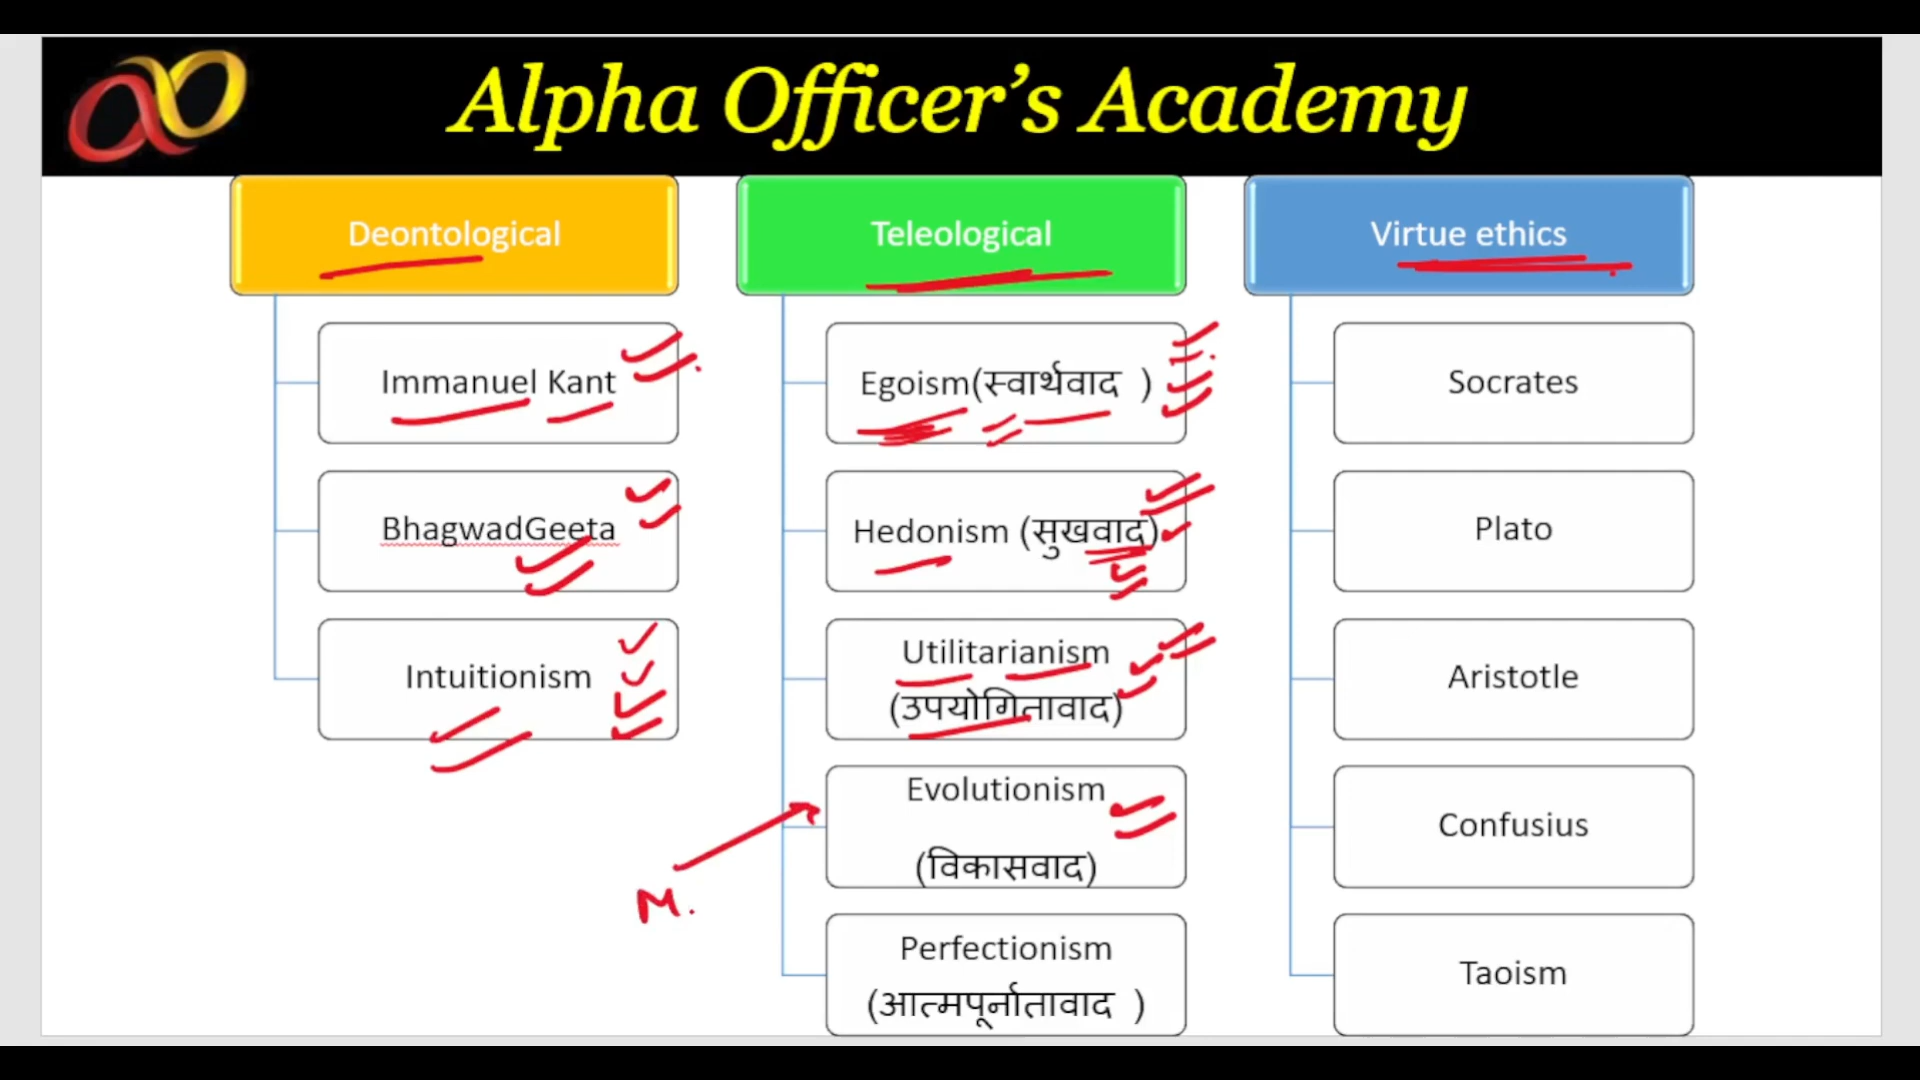 Alpha Officer's Academy
Deontological
Immanuel Kant
BhagwadGeeta
Intuitionism
Teleological
Egoism(स्वार्थवाद )
Hedonism (सुखवाद)
Utilitarianism
(उपयोगितावाद)
Evolutionism
(विकासवाद)
M.
Perfectionism
(आत्मपूर्नातावाद )
Virtue ethics
Socrates
Plato
Aristotle
Confusius
Taoism